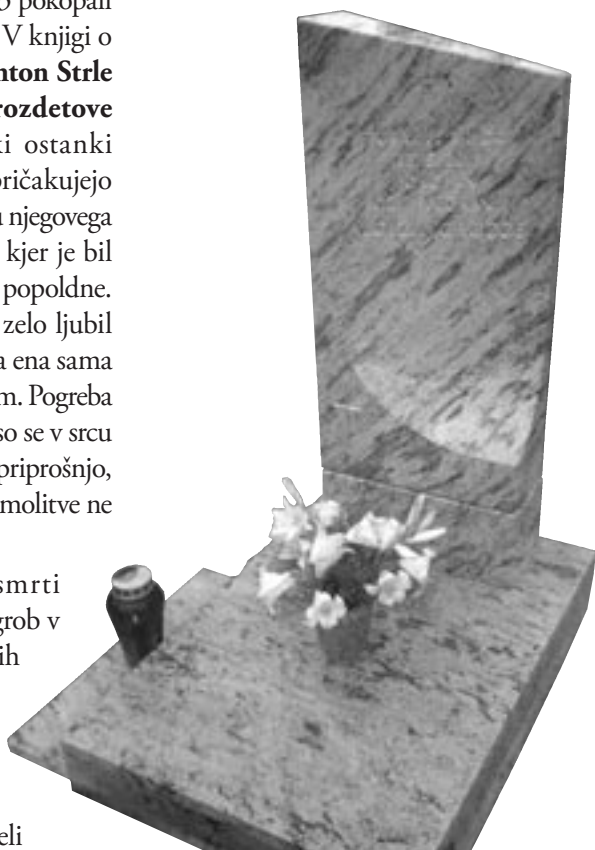 pokopali
V knjigi o
nton Strle
rozdetove
ki ostanki
pričakujejo
u njegovega
kjer je bil
popoldne.
zelo ljubil
a ena sama
m. Pogreba
so se v srcu
priprošnjo,
molitve ne
smrti
grob v
ih
eli